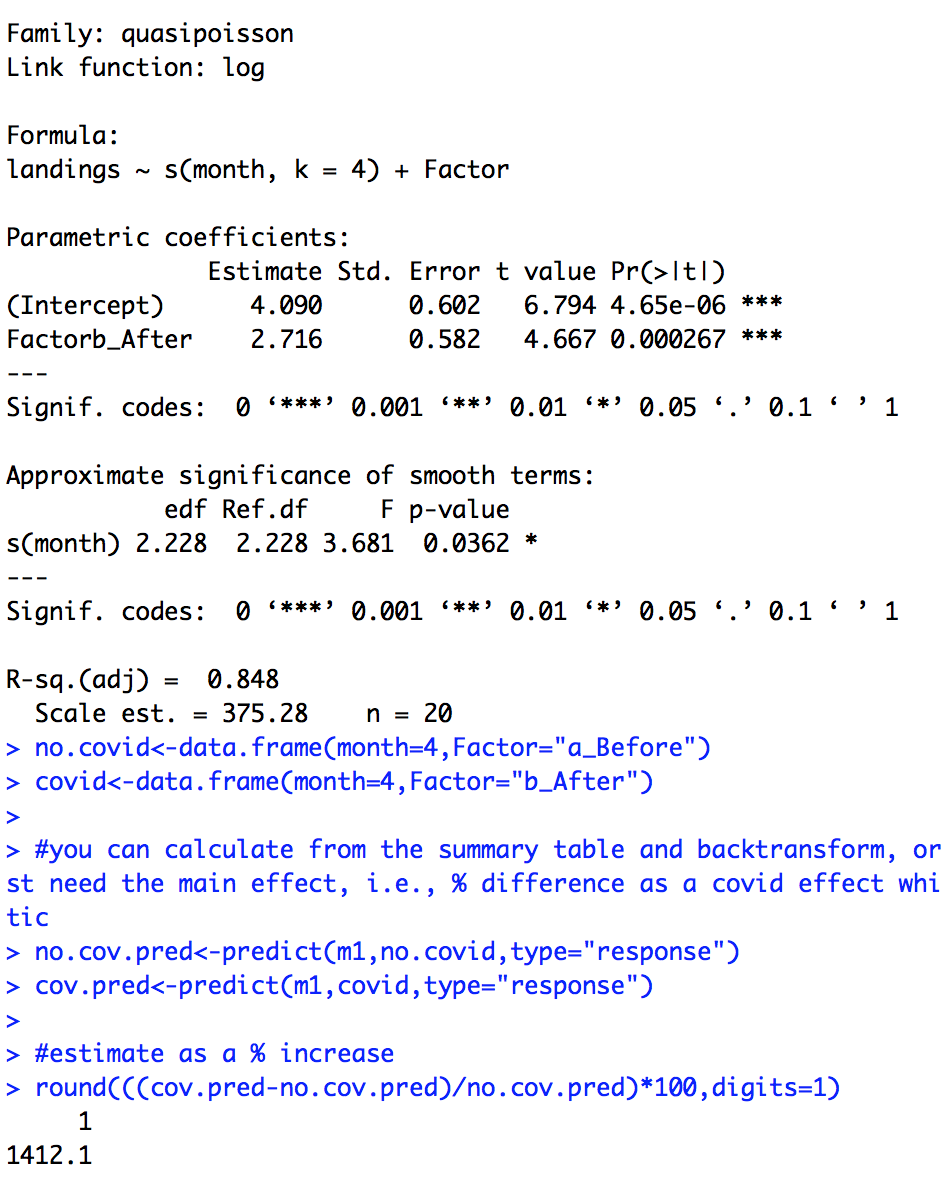 Family: quasipoisson
Link function: log
Formula:
landings ~ s(month, k = 4) + Factor
Parametric coefficients:
Estimate Std. Error t value Pr(>|t|)
(Intercept) 4.090 0.602 6.794 4.65e-06 ***
Factorb_After 2.716 0.582 4.667 0.000267 ***
---
Signif. codes: 0 ‘***’ 0.001 ‘**’ 0.01 ‘*’ 0.05 ‘.’ 0.1 ‘ ’ 1
Approximate significance of smooth terms:
edf Ref.df F p-value
s(month) 2.228 2.228 3.681 0.0362 *
---
Signif. codes: 0 ‘***’ 0.001 ‘**’ 0.01 ‘*’ 0.05 ‘.’ 0.1 ‘ ’ 1
R-sq.(adj) = 0.848
Scale est. = 375.28 n = 20
> no.covid<-data.frame(month=4,Factor="a_Before")
> covid<-data.frame(month=4,Factor="b_After")
>
> #you can calculate from the summary table and backtransform, or
st need the main effect, i.e., % difference as a covid effect whi
tic
> no.cov.pred<-predict(m1,no.covid,type="response")
> cov.pred<-predict(m1,covid,type="response")
>
> #estimate as a % increase
> round(((cov.pred-no.cov.pred)/no.cov.pred)*100,digits=1)
1
1412.1